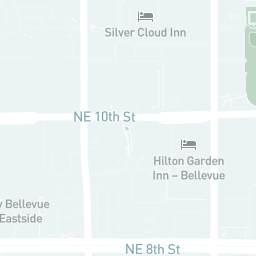 Silver Cloud Inn
NE 10th St
Hilton Garden
Inn – Bellevue
Bellevue
Eastside
NE 8th St